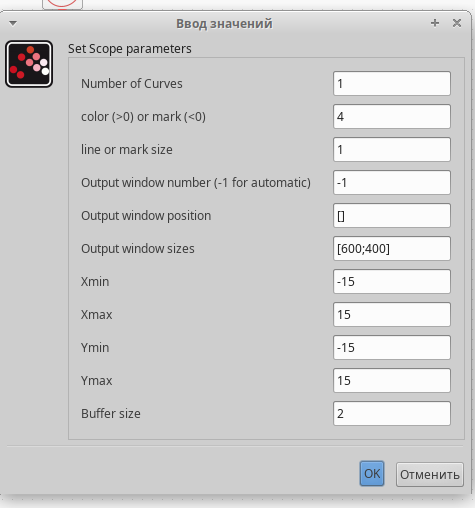 Ввод значений
Set Scope parameters
Number of Curves 1
color (>0) or mark (<0) 4
line or mark size 1
Output window number (-1 for automatic) -1
Output window position []
Output window sizes [600;400]
Xmin -15
Xmax 15
Ymin -15
Ymax 15
Buffer size 2
OK Отменить